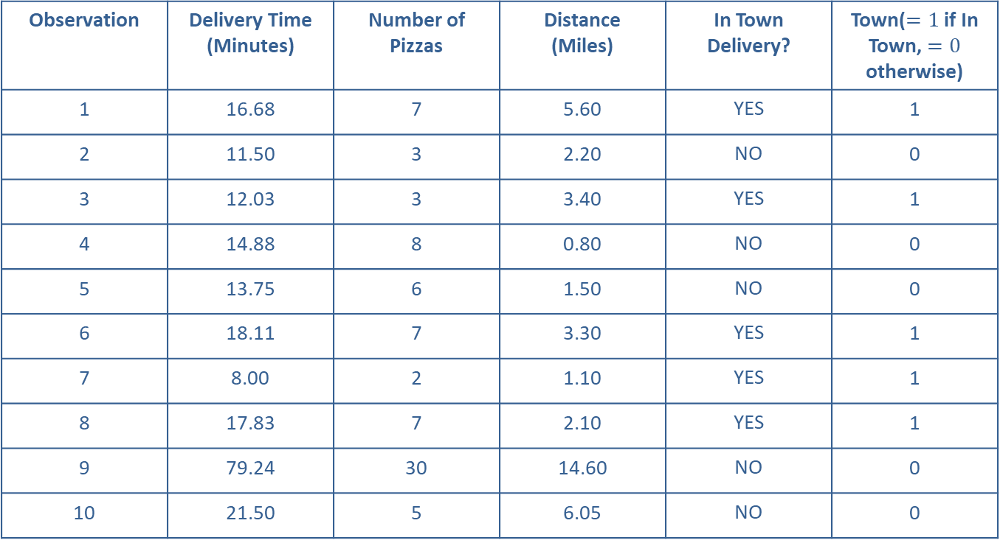 Observation Delivery Time (Minutes) Number of Pizzas Distance (Miles) In Town Delivery? Town(= 1 if In Town, = 0 otherwise)
1 16.68 7 5.60 YES 1
2 11.50 3 2.20 NO 0
3 12.03 3 3.40 YES 1
4 14.88 8 0.80 NO 0
5 13.75 6 1.50 NO 0
6 18.11 7 3.30 YES 1
7 8.00 2 1.10 YES 1
8 17.83 7 2.10 YES 1
9 79.24 30 14.60 NO 0
10 21.50 5 6.05 NO 0